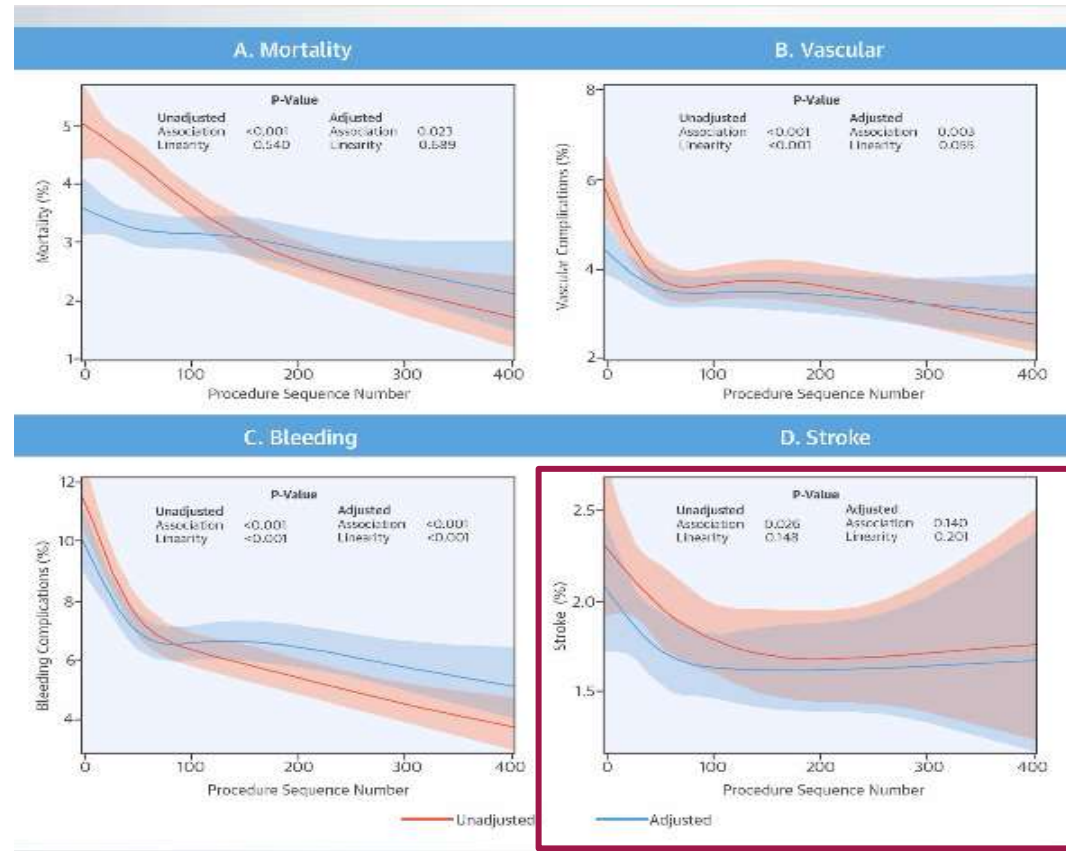 A. Mortality
P-Value
Unadjusted Adjusted
Association <0.001 Association 0.023
Linearity 0.540 Linearity 0.689
5
4
3
2
1
Mortality (%)
0 100 200 300 400
Procedure Sequence Number
B. Vascular
P-Value
Unadjusted Adjusted
Association <0.001 Association 0.003
Linearity <0.001 Linearity
8
6
4
2
Vascular Complications (%)
0 100 200 300 400
Procedure Sequence Number
C. Bleeding
P-Value
Unadjusted Adjusted
Association <0.001 Association <0.001
Linearity <0.001 Linearity <0.001
12
10
8
6
4
Bleeding Complications (%)
0 100 200 300 400
Procedure Sequence Number
D. Stroke
P-Value
Unadjusted Adjusted
Association 0.026 Association 0.140
Linearity 0.148 Linearity 0.201
2.5
2.0
1.5
Stroke (%)
0 100 200 300 400
Procedure Sequence Number
Unadjusted Adjusted